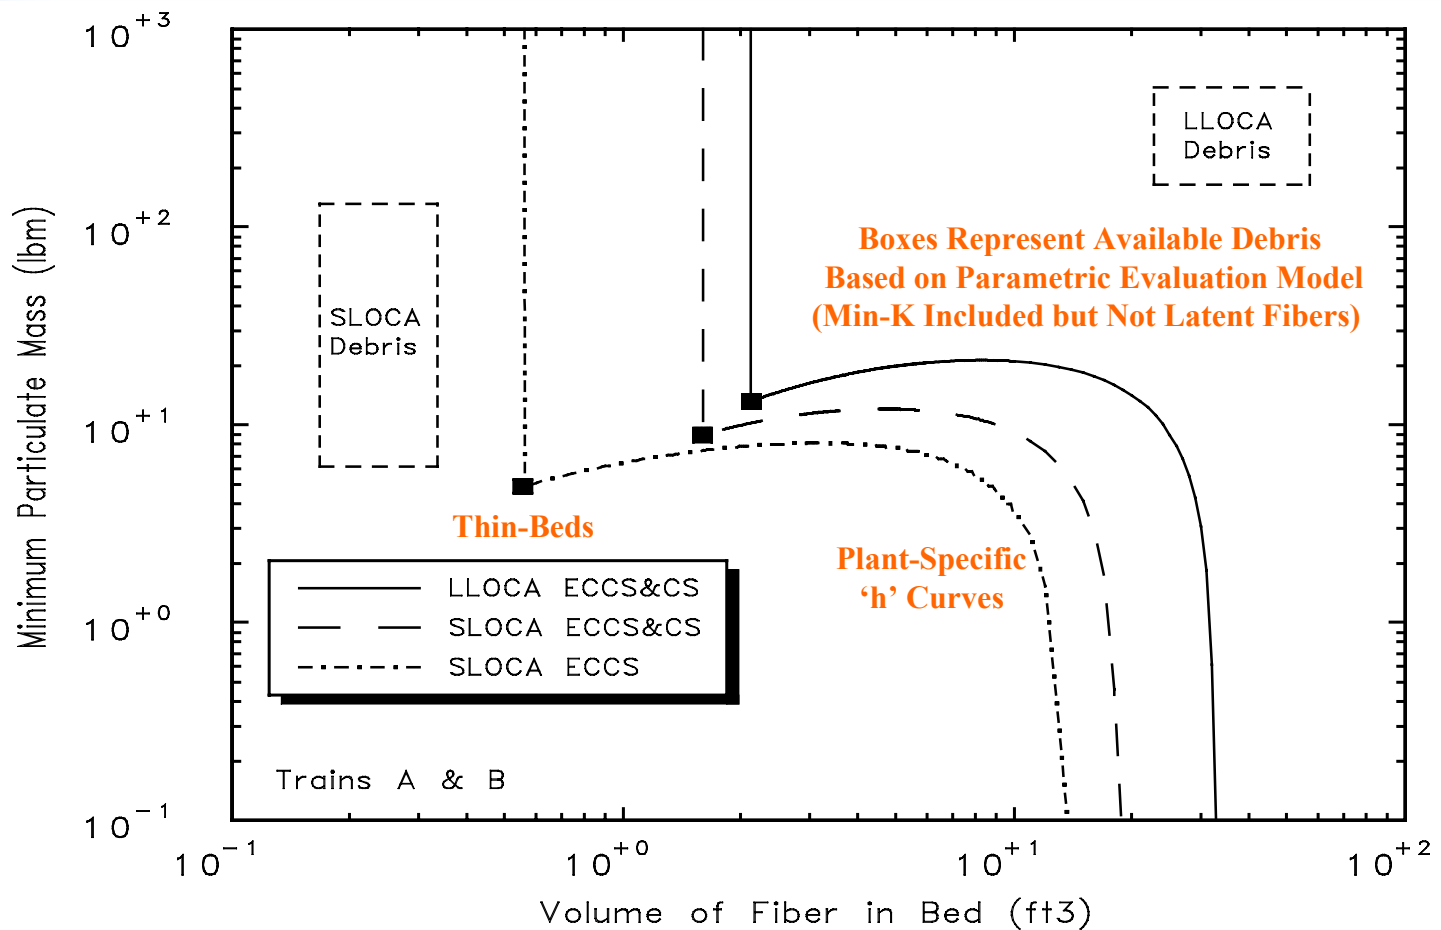 10+3
10+2
10+1
10+0
10-1
Minimum Particulate Mass (lbm)
LLOCA
Debris
Boxes Represent Available Debris
Based on Parametric Evaluation Model
(Min-K Included but Not Latent Fibers)
SLOCA
Debris
Thin-Beds
Plant-Specific
‘h’ Curves
LLOCA ECCS&CS
SLOCA ECCS&CS
SLOCA ECCS
Trains A & B
10-1 10+0 10+1 10+2
Volume of Fiber in Bed (ft3)